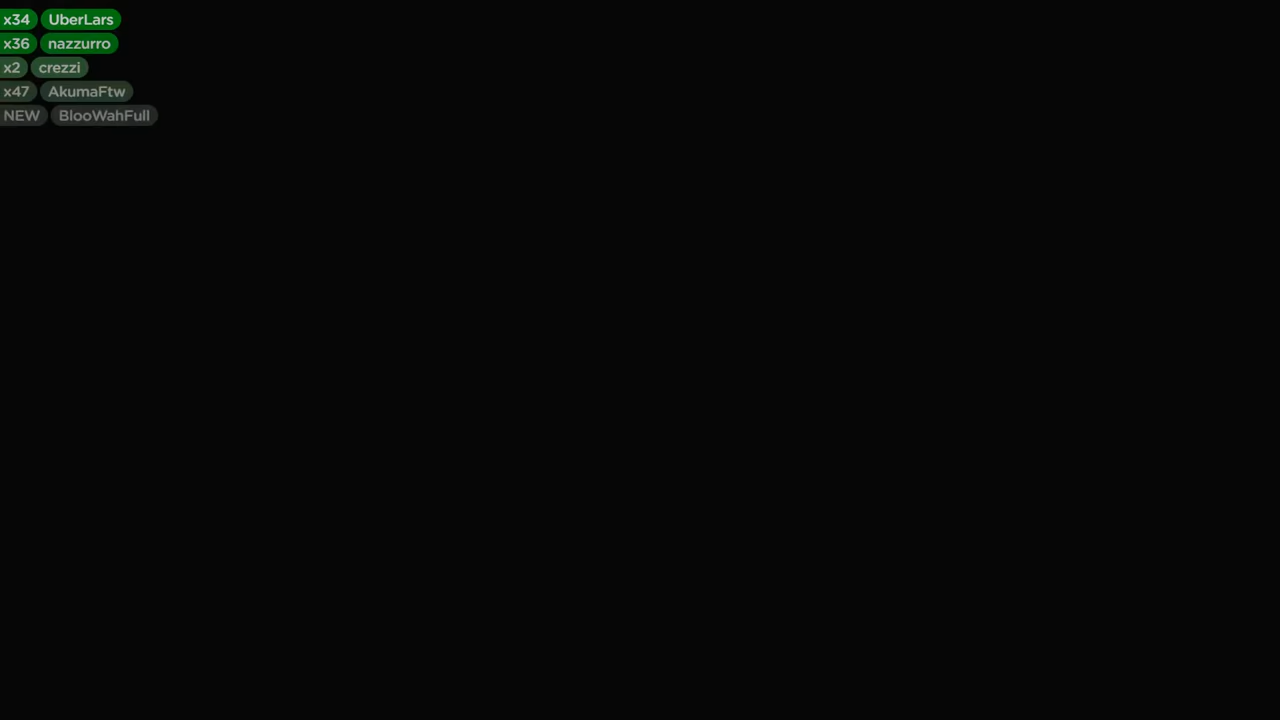 x34 UberLars
x36 nazzurro
x2 crezzi
x47 AkumaFtw
NEW BlooWahFull